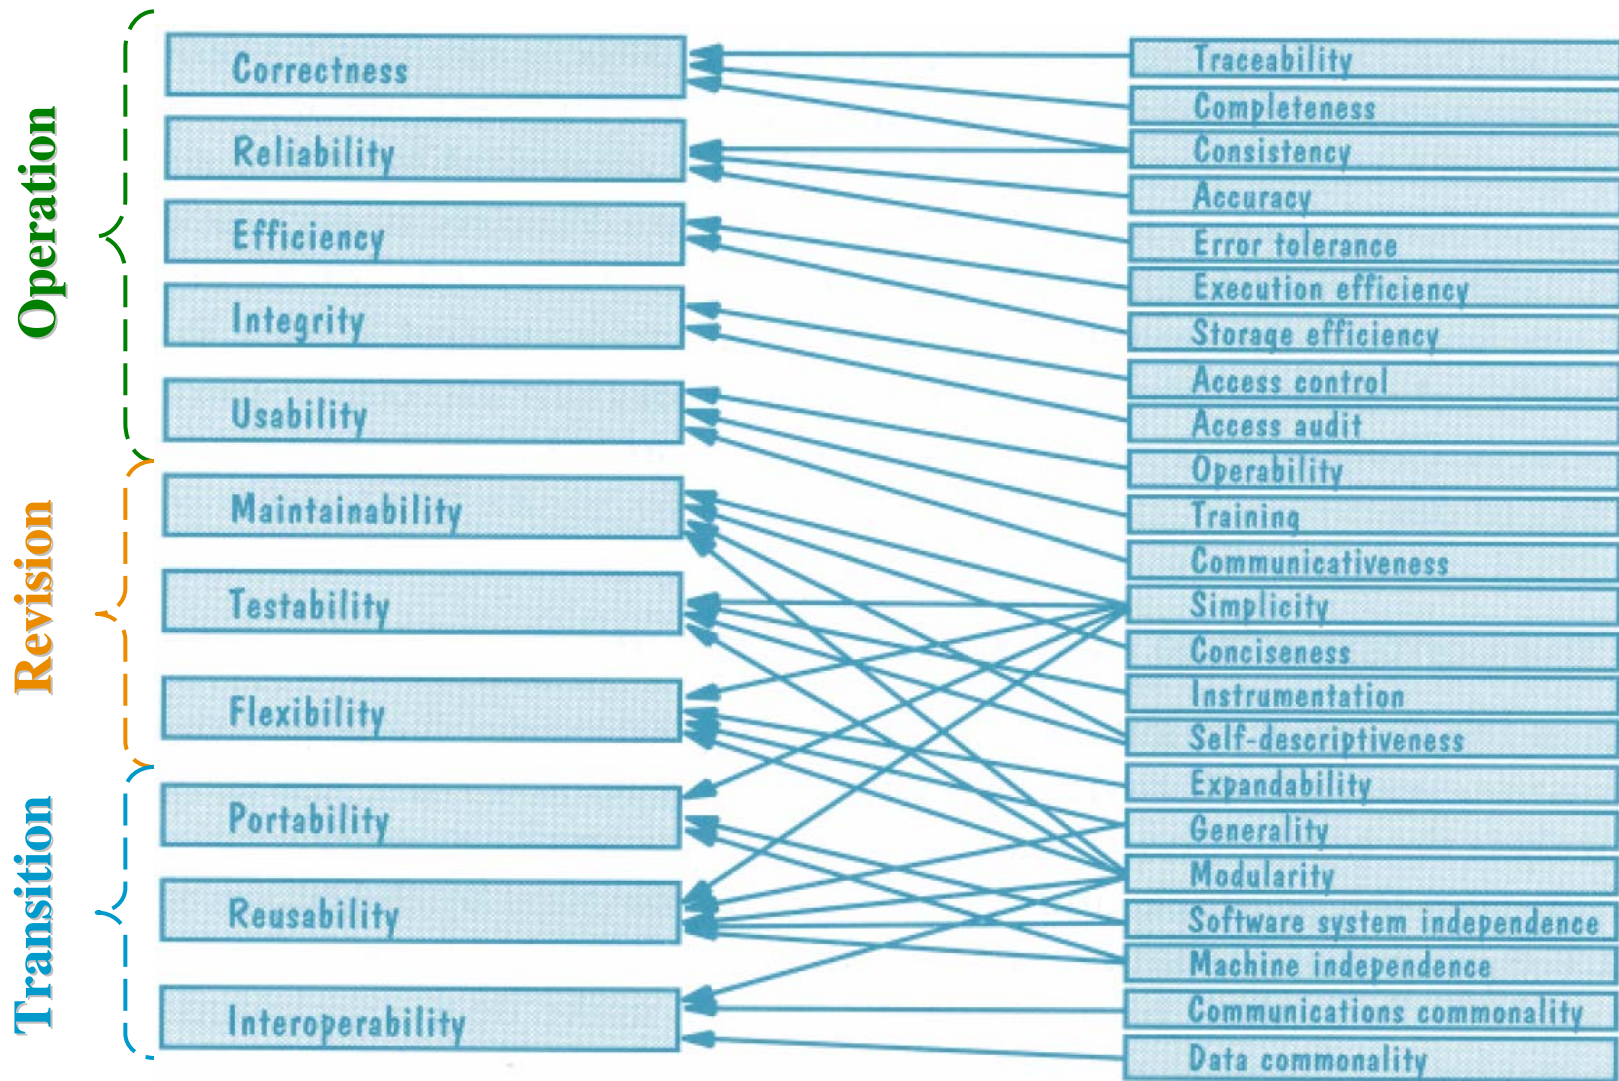 Operation
Correctness
Reliability
Efficiency
Integrity
Usability
Revision
Maintainability
Testability
Flexibility
Transition
Portability
Reusability
Interoperability
Traceability
Completeness
Consistency
Accuracy
Error tolerance
Execution efficiency
Storage efficiency
Access control
Access audit
Operability
Training
Communicativeness
Simplicity
Conciseness
Instrumentation
Self-descriptiveness
Expandability
Generality
Modularity
Software system independence
Machine independence
Communications commonality
Data commonality